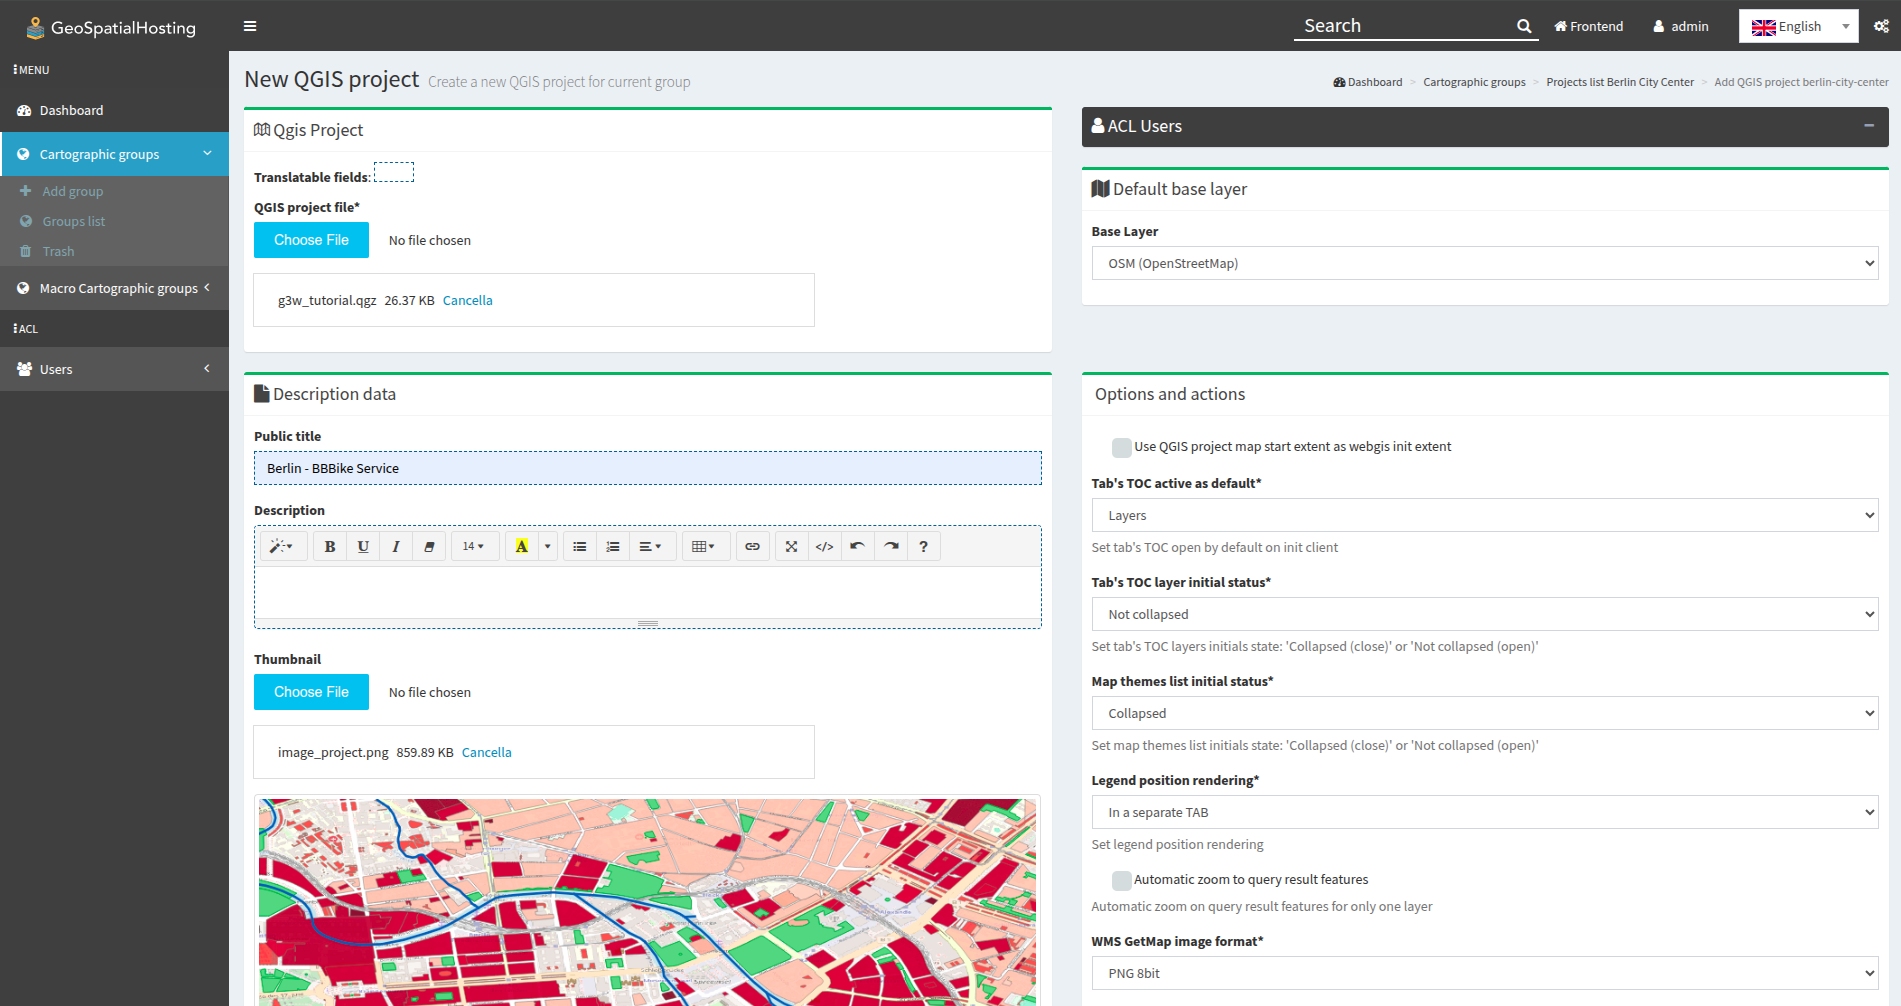 GeoSpatialHosting
Search
Frontend
admin
English
MENU
Dashboard
Cartographic groups
Add group
Groups list
Trash
Macro Cartographic groups
ACL
Users
New QGIS project Create a new QGIS project for current group
Dashboard > Cartographic groups > Projects list Berlin City Center > Add QGIS project berlin-city-center
Qgis Project
Translatable fields:
QGIS project file*
Choose File No file chosen
g3w_tutorial.qgz 26.37 KB Cancella
ACL Users
Default base layer
Base Layer
OSM (OpenStreetMap)
Description data
Public title
Berlin - BBBike Service
Description
B U I 14 A </> ?
Thumbnail
Choose File No file chosen
image_project.png 859.89 KB Cancella
Options and actions
Use QGIS project map start extent as webgis init extent
Tab's TOC active as default*
Layers
Set tab's TOC open by default on init client
Tab's TOC layer initial status*
Not collapsed
Set tab's TOC layers initials state: 'Collapsed (close)' or 'Not collapsed (open)'
Map themes list initial status*
Collapsed
Set map themes list initials state: 'Collapsed (close)' or 'Not collapsed (open)'
Legend position rendering*
In a separate TAB
Set legend position rendering
Automatic zoom to query result features
Automatic zoom on query result features for only one layer
WMS GetMap image format*
PNG 8bit